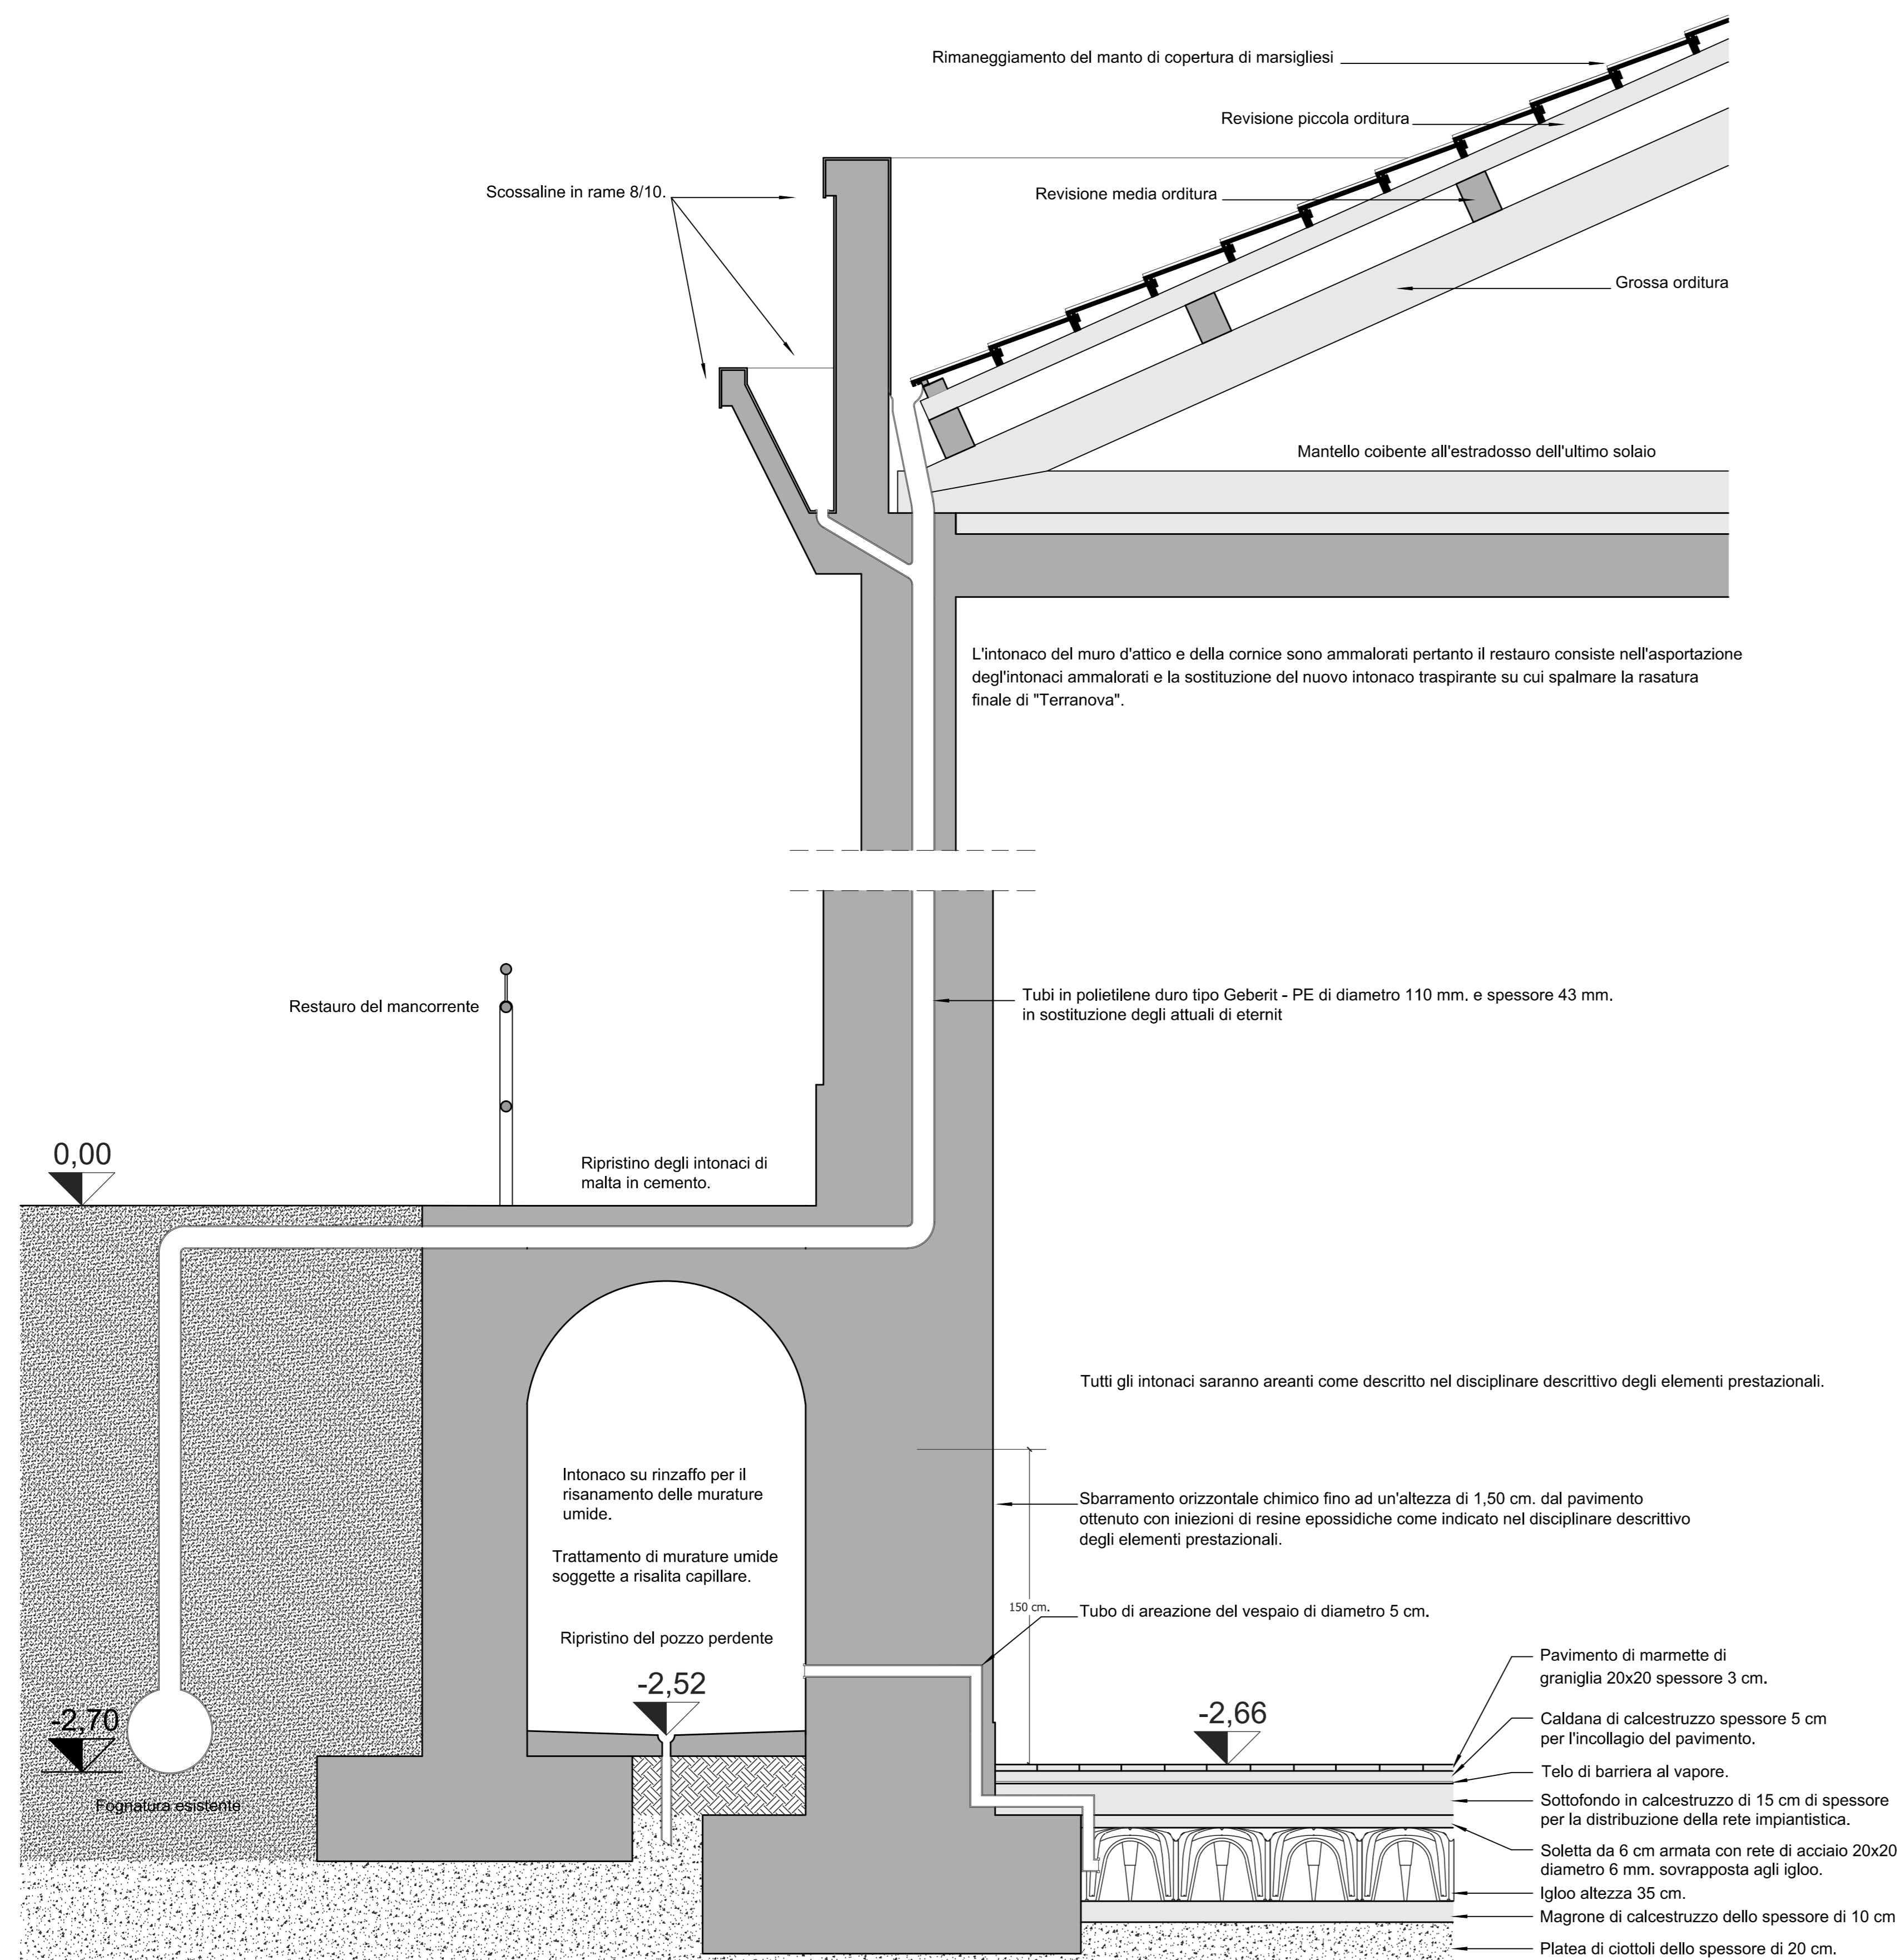 Rimaneggiamento del manto di copertura di marsigliesi
Revisione piccola orditura
Scossaline in rame 8/10.
Revisione media orditura
Grossa orditura
Mantello coibente all'estradosso dell'ultimo solaio
L'intonaco del muro d'attico e della cornice sono ammalorati pertanto il restauro consiste nell'asportazione
degl'intonaci ammalorati e la sostituzione del nuovo intonaco traspirante su cui spalmare la rasatura
finale di "Terranova".
Restauro del mancorrente
Tubi in polietilene duro tipo Geberit - PE di diametro 110 mm. e spessore 43 mm.
in sostituzione degli attuali di eternit
0,00
Ripristino degli intonaci di
malta in cemento.
Tutti gli intonaci saranno areanti come descritto nel disciplinare descrittivo degli elementi prestazionali.
Intonaco su rinzaffo per il
risanamento delle murature
umide.
Sbarramento orizzontale chimico fino ad un'altezza di 1,50 cm. dal pavimento
ottenuto con iniezioni di resine epossidiche come indicato nel disciplinare descrittivo
degli elementi prestazionali.
Trattamento di murature umide
soggette a risalita capillare.
150 cm.
Tubo di areazione del vespaio di diametro 5 cm.
Ripristino del pozzo perdente
-2,52
-2,70
-2,66
Fognatura esistente
Pavimento di marmette di
graniglia 20x20 spessore 3 cm.
Caldana di calcestruzzo spessore 5 cm
per l'incollagio del pavimento.
Telo di barriera al vapore.
Sottofondo in calcestruzzo di 15 cm di spessore
per la distribuzione della rete impiantistica.
Soletta da 6 cm armata con rete di acciaio 20x20
diametro 6 mm. sovrapposta agli igloo.
Igloo altezza 35 cm.
Magrone di calcestruzzo dello spessore di 10 cm
Platea di ciottoli dello spessore di 20 cm.